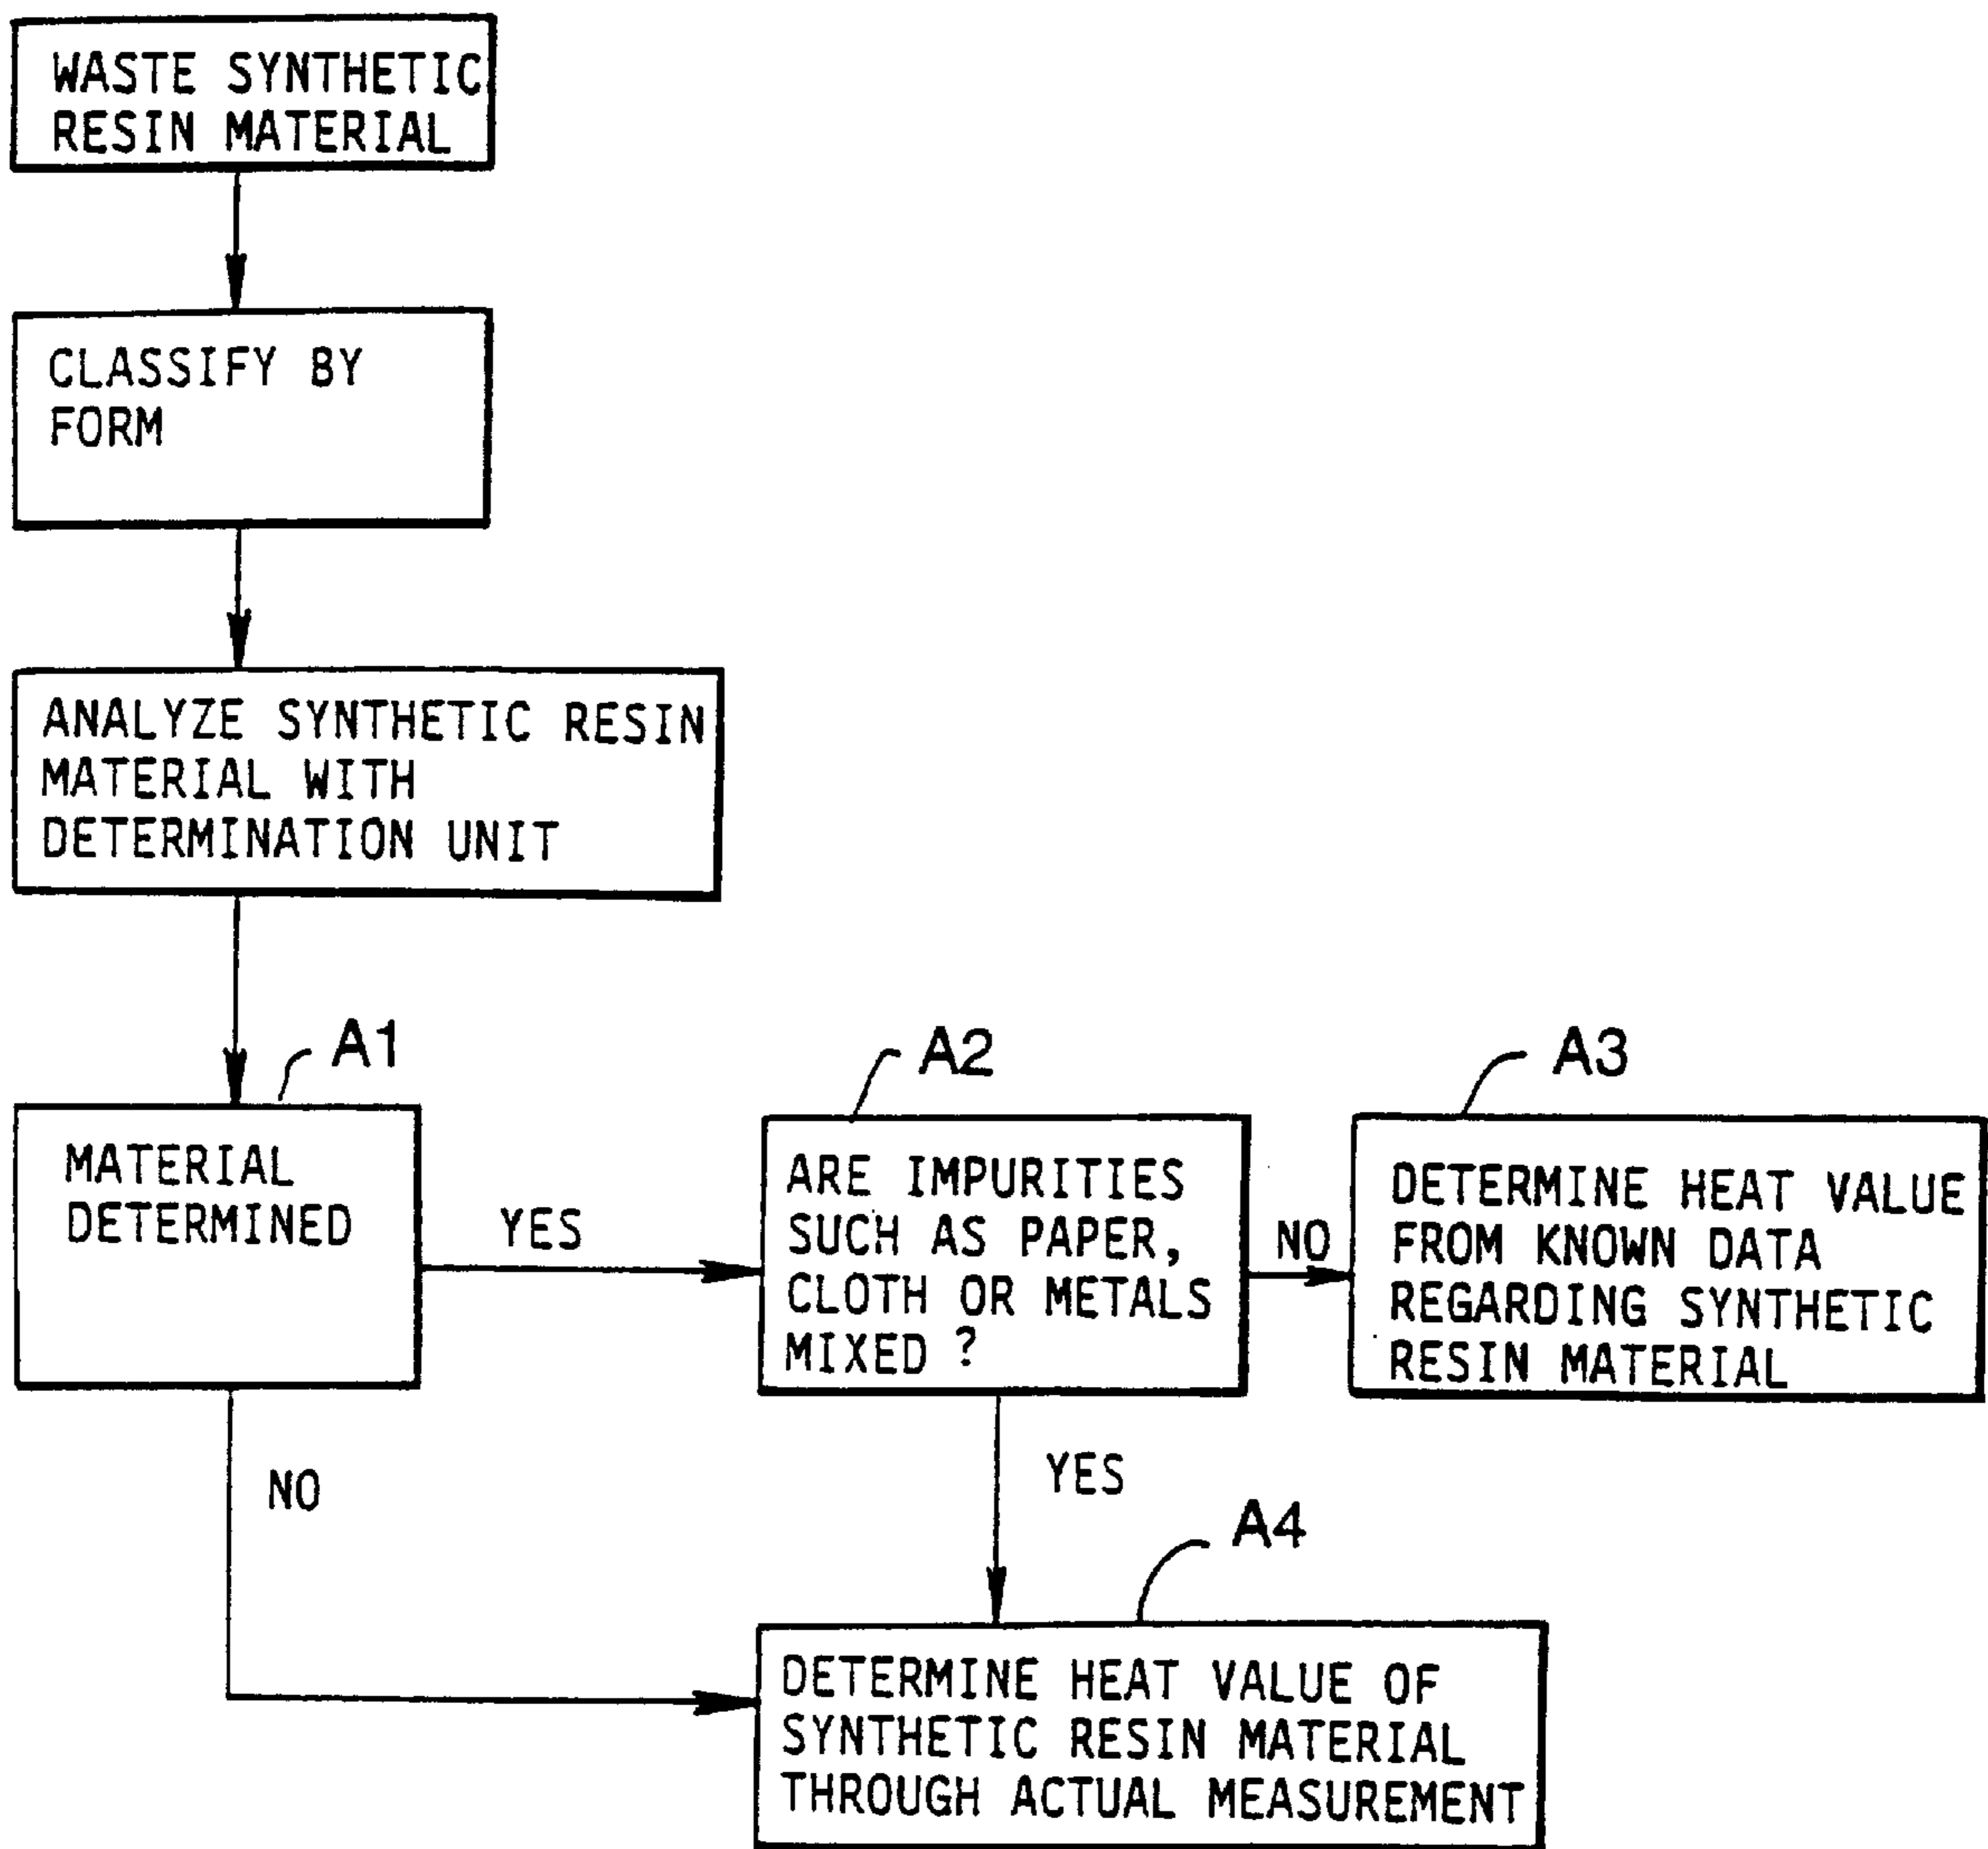 WASTE SYNTHETIC
RESIN MATERIAL
CLASSIFY BY
FORM
ANALYZE SYNTHETIC RESIN
MATERIAL WITH
DETERMINATION UNIT
A1
MATERIAL
DETERMINED
YES
NO
A2
ARE IMPURITIES
SUCH AS PAPER,
CLOTH OR METALS
MIXED ?
NO
YES
A3
DETERMINE HEAT VALUE
FROM KNOWN DATA
REGARDING SYNTHETIC
RESIN MATERIAL
A4
DETERMINE HEAT VALUE OF
SYNTHETIC RESIN MATERIAL
THROUGH ACTUAL MEASUREMENT